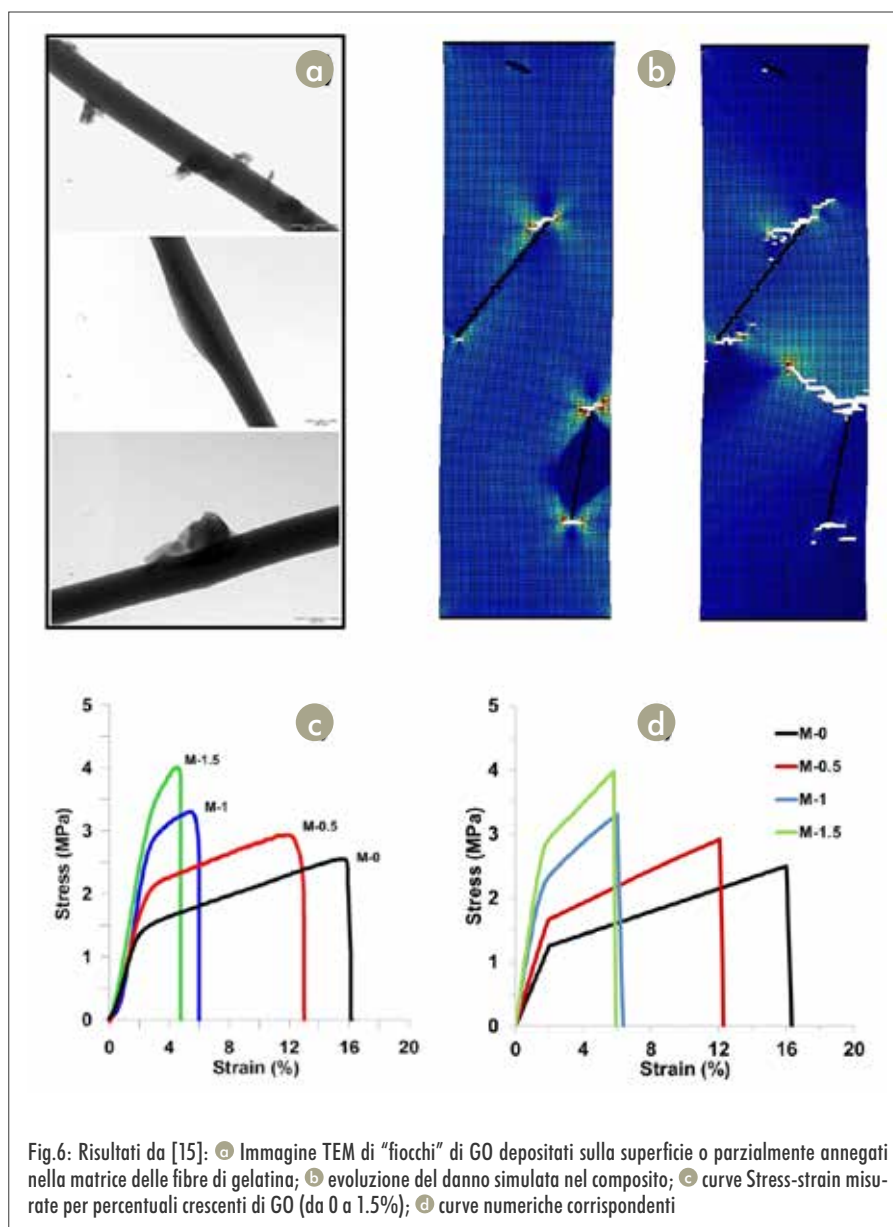 a
b
c
d
5
4
3
2
1
0
Stress (MPa)
M-1.5
M-1
M-0.5
M-0
0 4 8 12 16 20
Strain (%)
5
4
3
2
1
0
Stress (MPa)
M-0
M-0.5
M-1
M-1.5
0 4 8 12 16 20
Strain (%)
Fig.6: Risultati da [15]: a Immagine TEM di “fiocchi” di GO depositati sulla superficie o parzialmente annegati
nella matrice delle fibre di gelatina; b evoluzione del danno simulata nel composito; c curve Stress-strain misu-
rate per percentuali crescenti di GO (da 0 a 1.5%); d curve numeriche corrispondenti